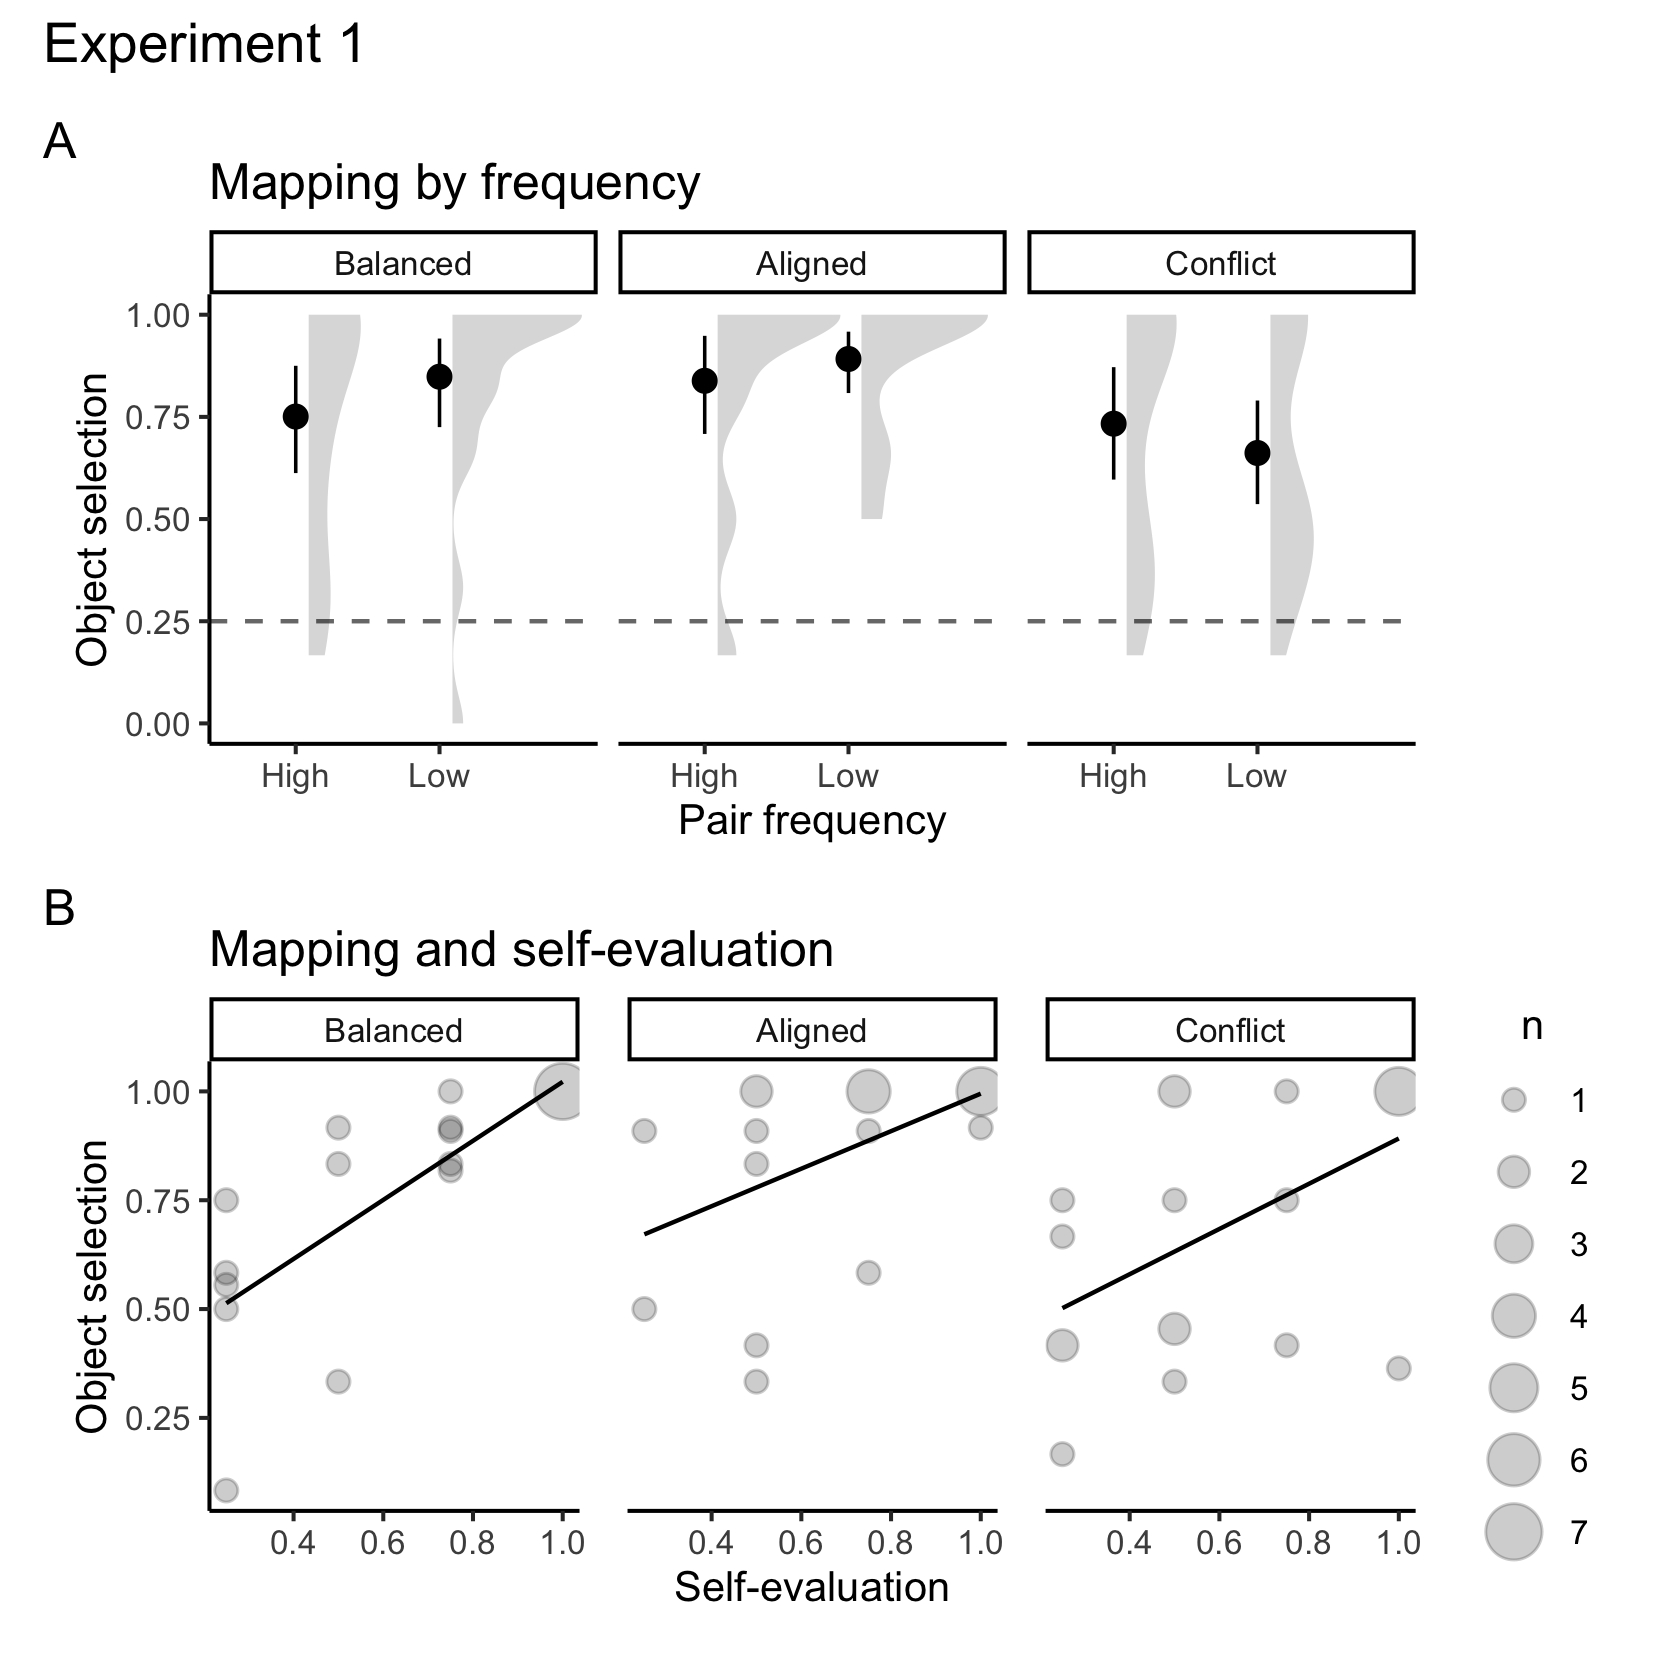 Experiment 1
A
Mapping by frequency
Balanced Aligned Conflict
Object selection
1.00
0.75
0.50
0.25
0.00
High Low High Low High Low
Pair frequency
B
Mapping and self-evaluation
Balanced Aligned Conflict
Object selection
1.00
0.75
0.50
0.25
0.4 0.6 0.8 1.0 0.4 0.6 0.8 1.0 0.4 0.6 0.8 1.0
Self-evaluation
n
1
2
3
4
5
6
7